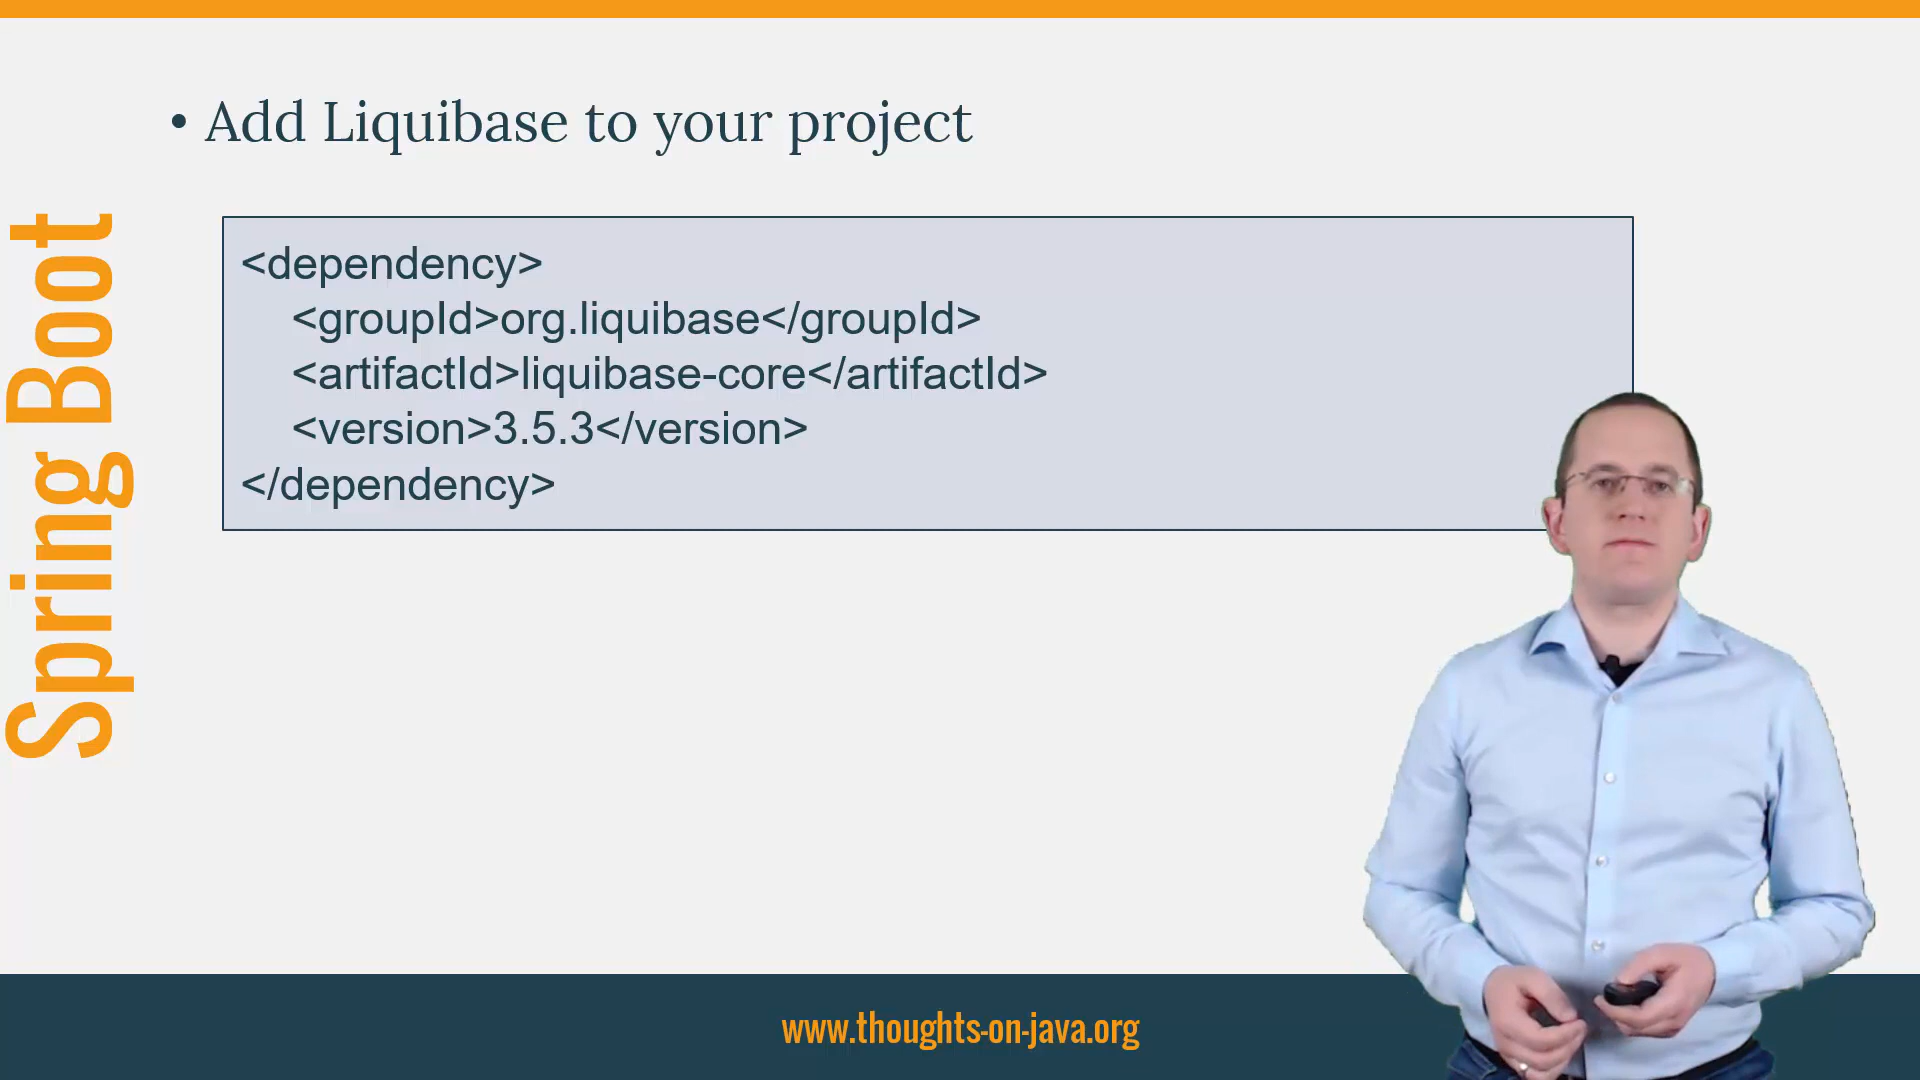 • Add Liquibase to your project
<dependency>
<groupId>org.liquibase</groupId>
<artifactId>liquibase-core</artifactId>
<version>3.5.3</version>
</dependency>
Spring Boot
www.thoughts-on-java.org